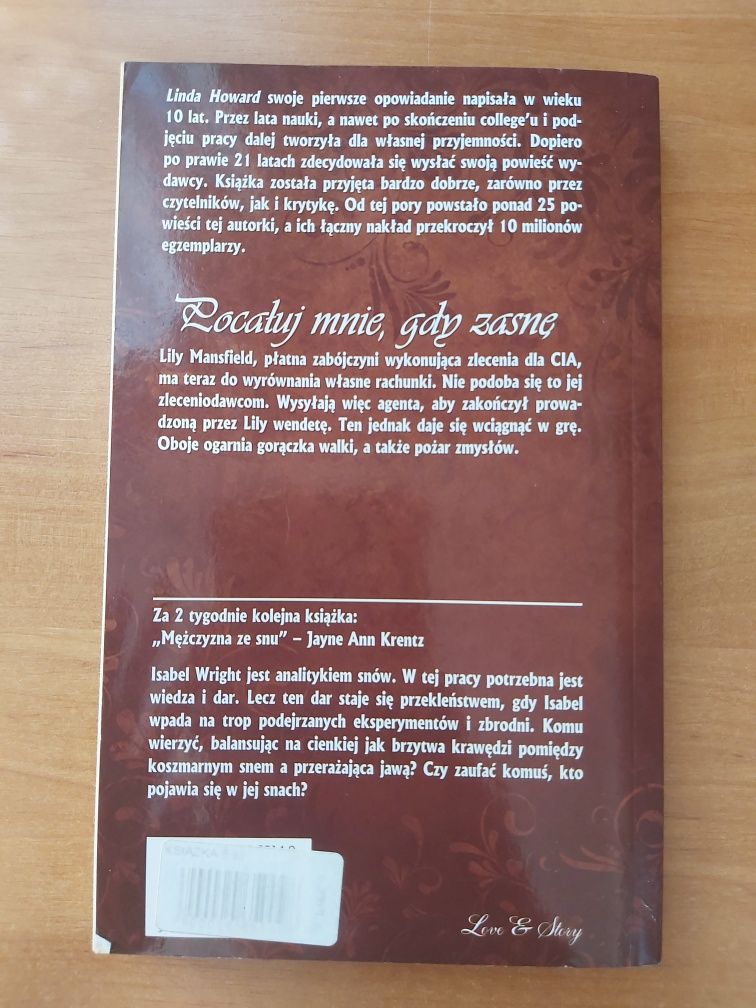 Linda Howard swoje pierwsze opowiadanie napisała w wieku
10 lat. Przez lata nauki, a nawet po skończeniu college'u i pod-
jęciu pracy dalej tworzyła dla własnej przyjemności. Dopiero
po prawie 21 latach zdecydowała się wysłać swoją powieść wy-
dawcy. Książka została przyjęta bardzo dobrze, zarówno przez
czytelników, jak i krytykę. Od tej pory powstało ponad 25 po-
wieści tej autorki, a ich łączny nakład przekroczył 10 milionów
egzemplarzy.
Pocałuj mnie, gdy zasnę
Lily Mansfield, płatna zabójczyni wykonująca zlecenia dla CIA,
ma teraz do wyrównania własne rachunki. Nie podoba się to jej
zleceniodawcom. Wysyłają więc agenta, aby zakończył prowa-
dzoną przez Lily wendetę. Ten jednak daje się wciągnąć w grę.
Oboje ogarnia gorączka walki, a także pożar zmysłów.
Za 2 tygodnie kolejna książka:
„Mężczyzna ze snu" – Jayne Ann Krentz
Isabel Wright jest analitykiem snów. W tej pracy potrzebna jest
wiedza i dar. Lecz ten dar staje się przekleństwem, gdy Isabel
wpada na trop podejrzanych eksperymentów i zbrodni. Komu
wierzyć, balansując na cienkiej jak brzytwa krawędzi pomiędzy
koszmarnym snem a przerażająca jawą? Czy zaufać komuś, kto
pojawia się w jej snach?
KSIĄŻKA
Love & Story